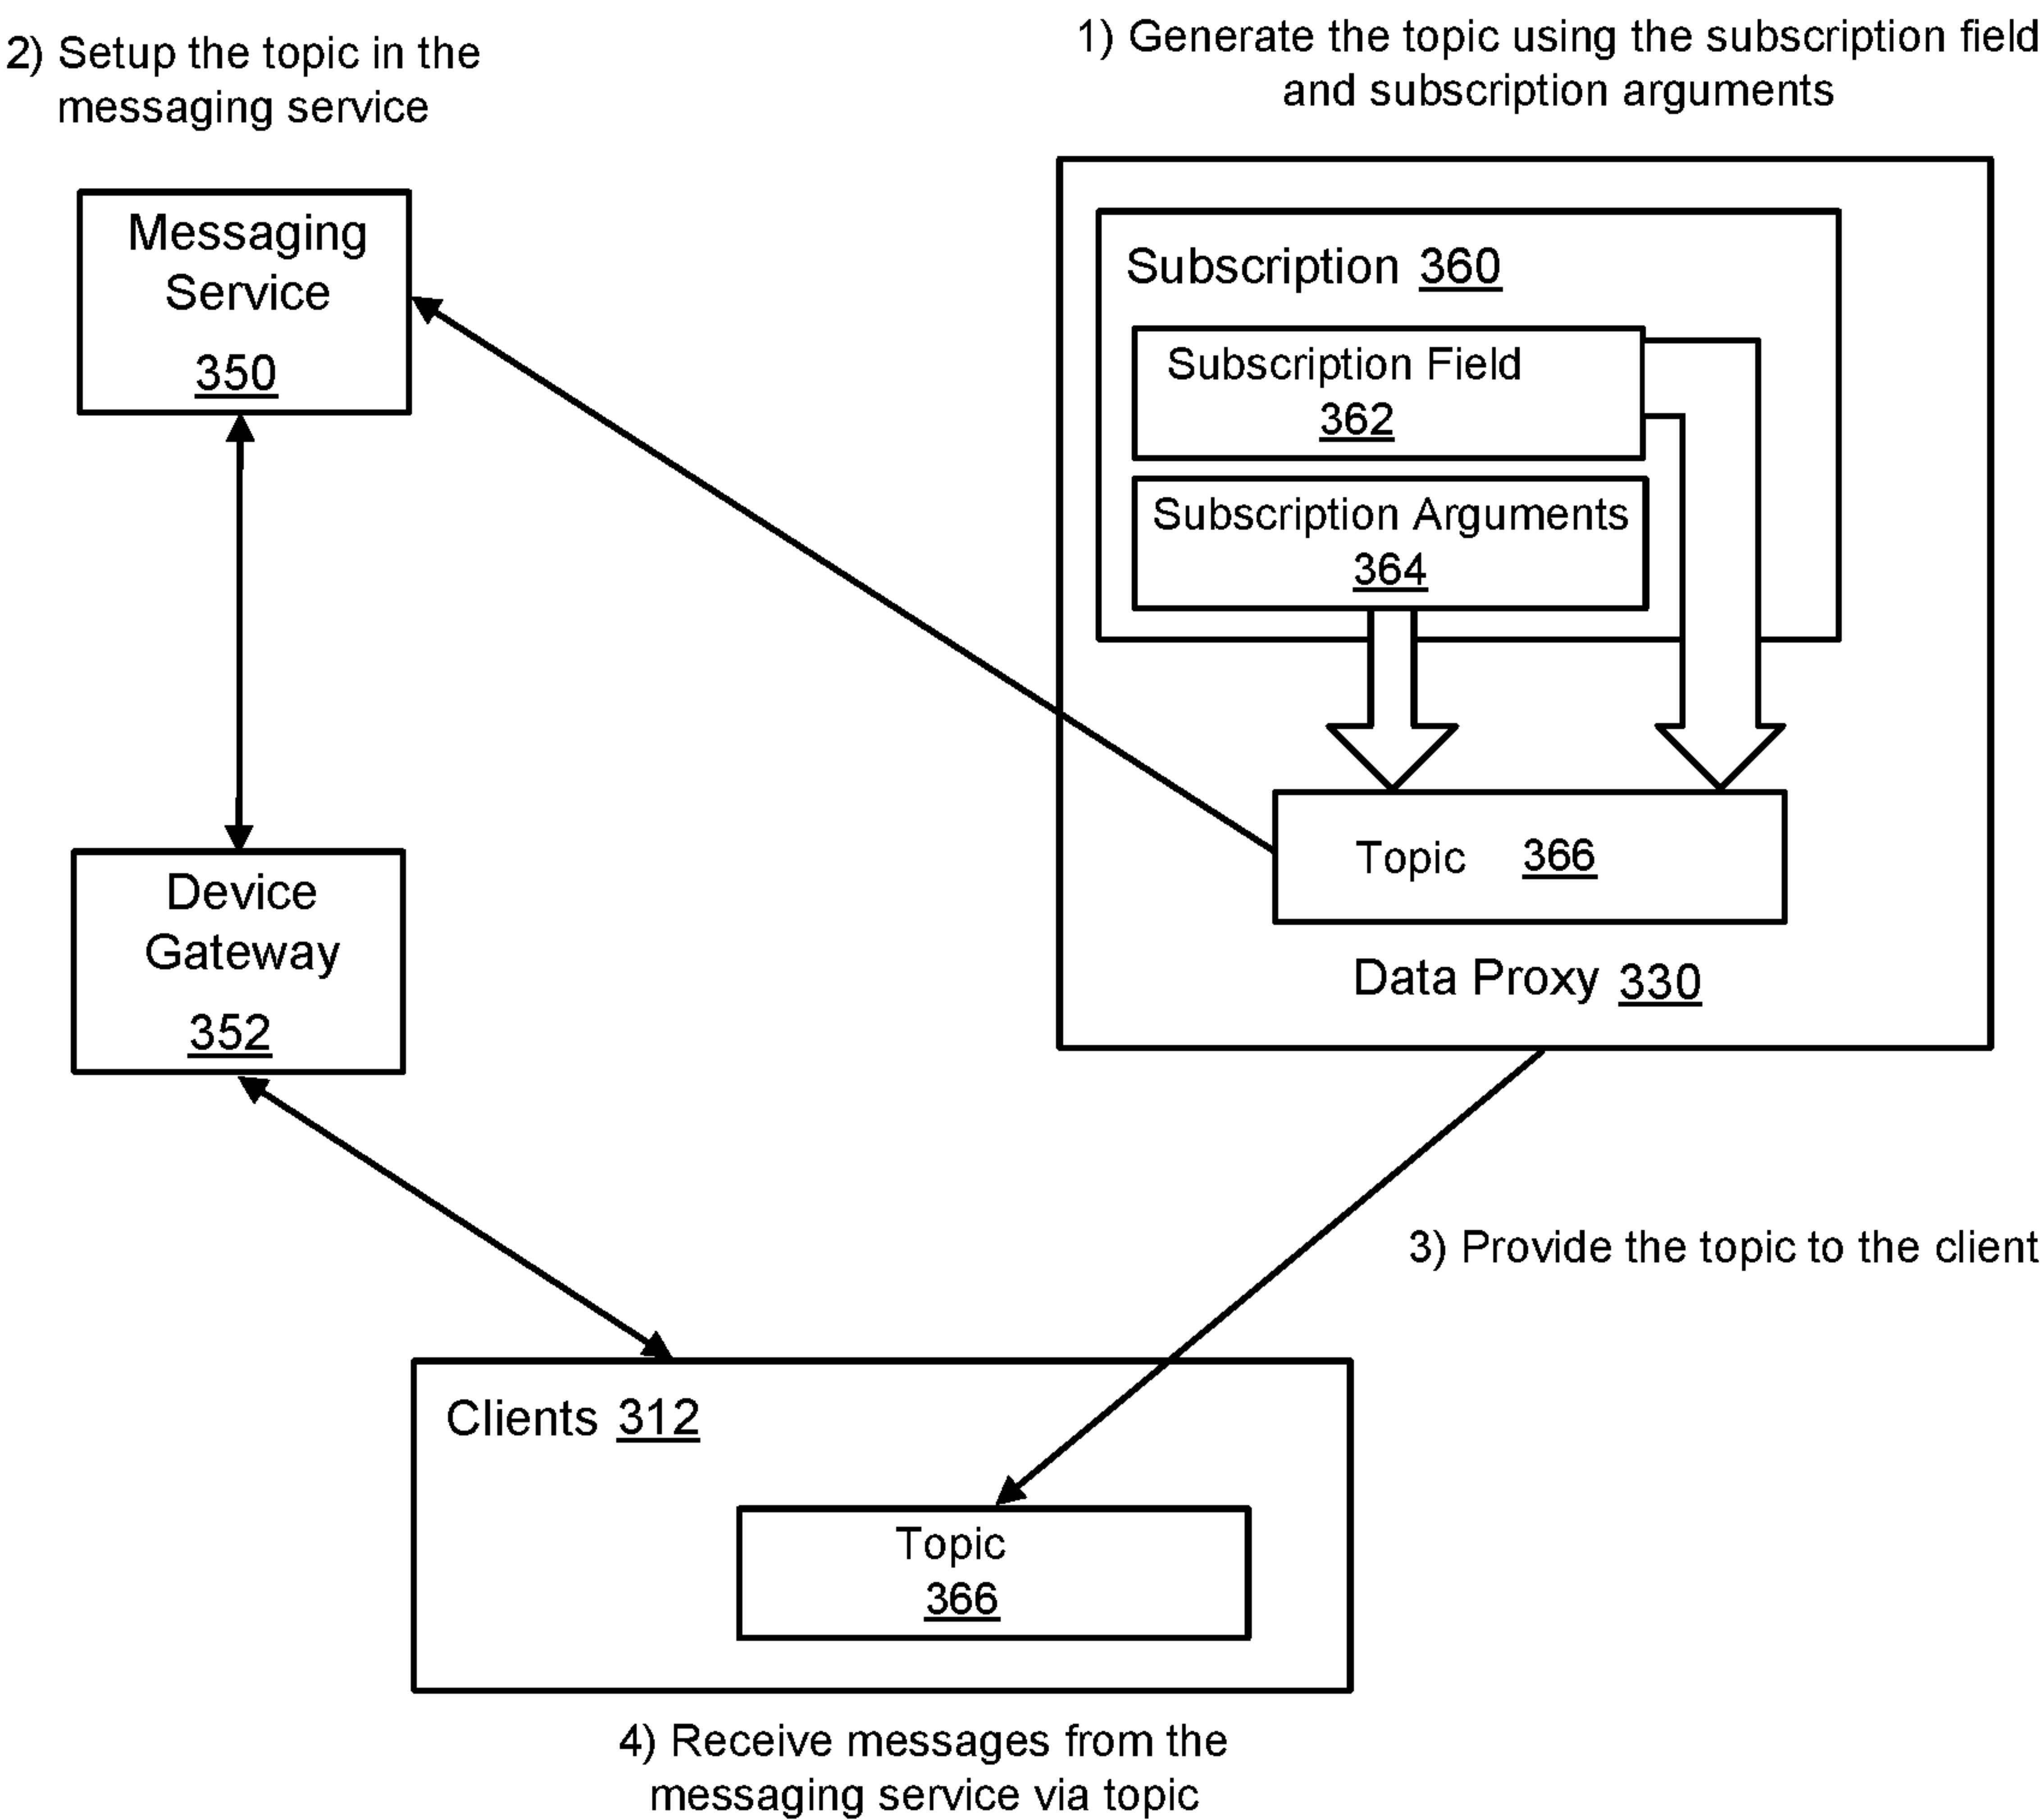 2) Setup the topic in the
messaging service
1) Generate the topic using the subscription field
and subscription arguments
Messaging
Service
350
Subscription 360
Subscription Field
362
Subscription Arguments
364
Topic 366
Data Proxy 330
Device
Gateway
352
3) Provide the topic to the client
Clients 312
Topic
366
4) Receive messages from the
messaging service via topic